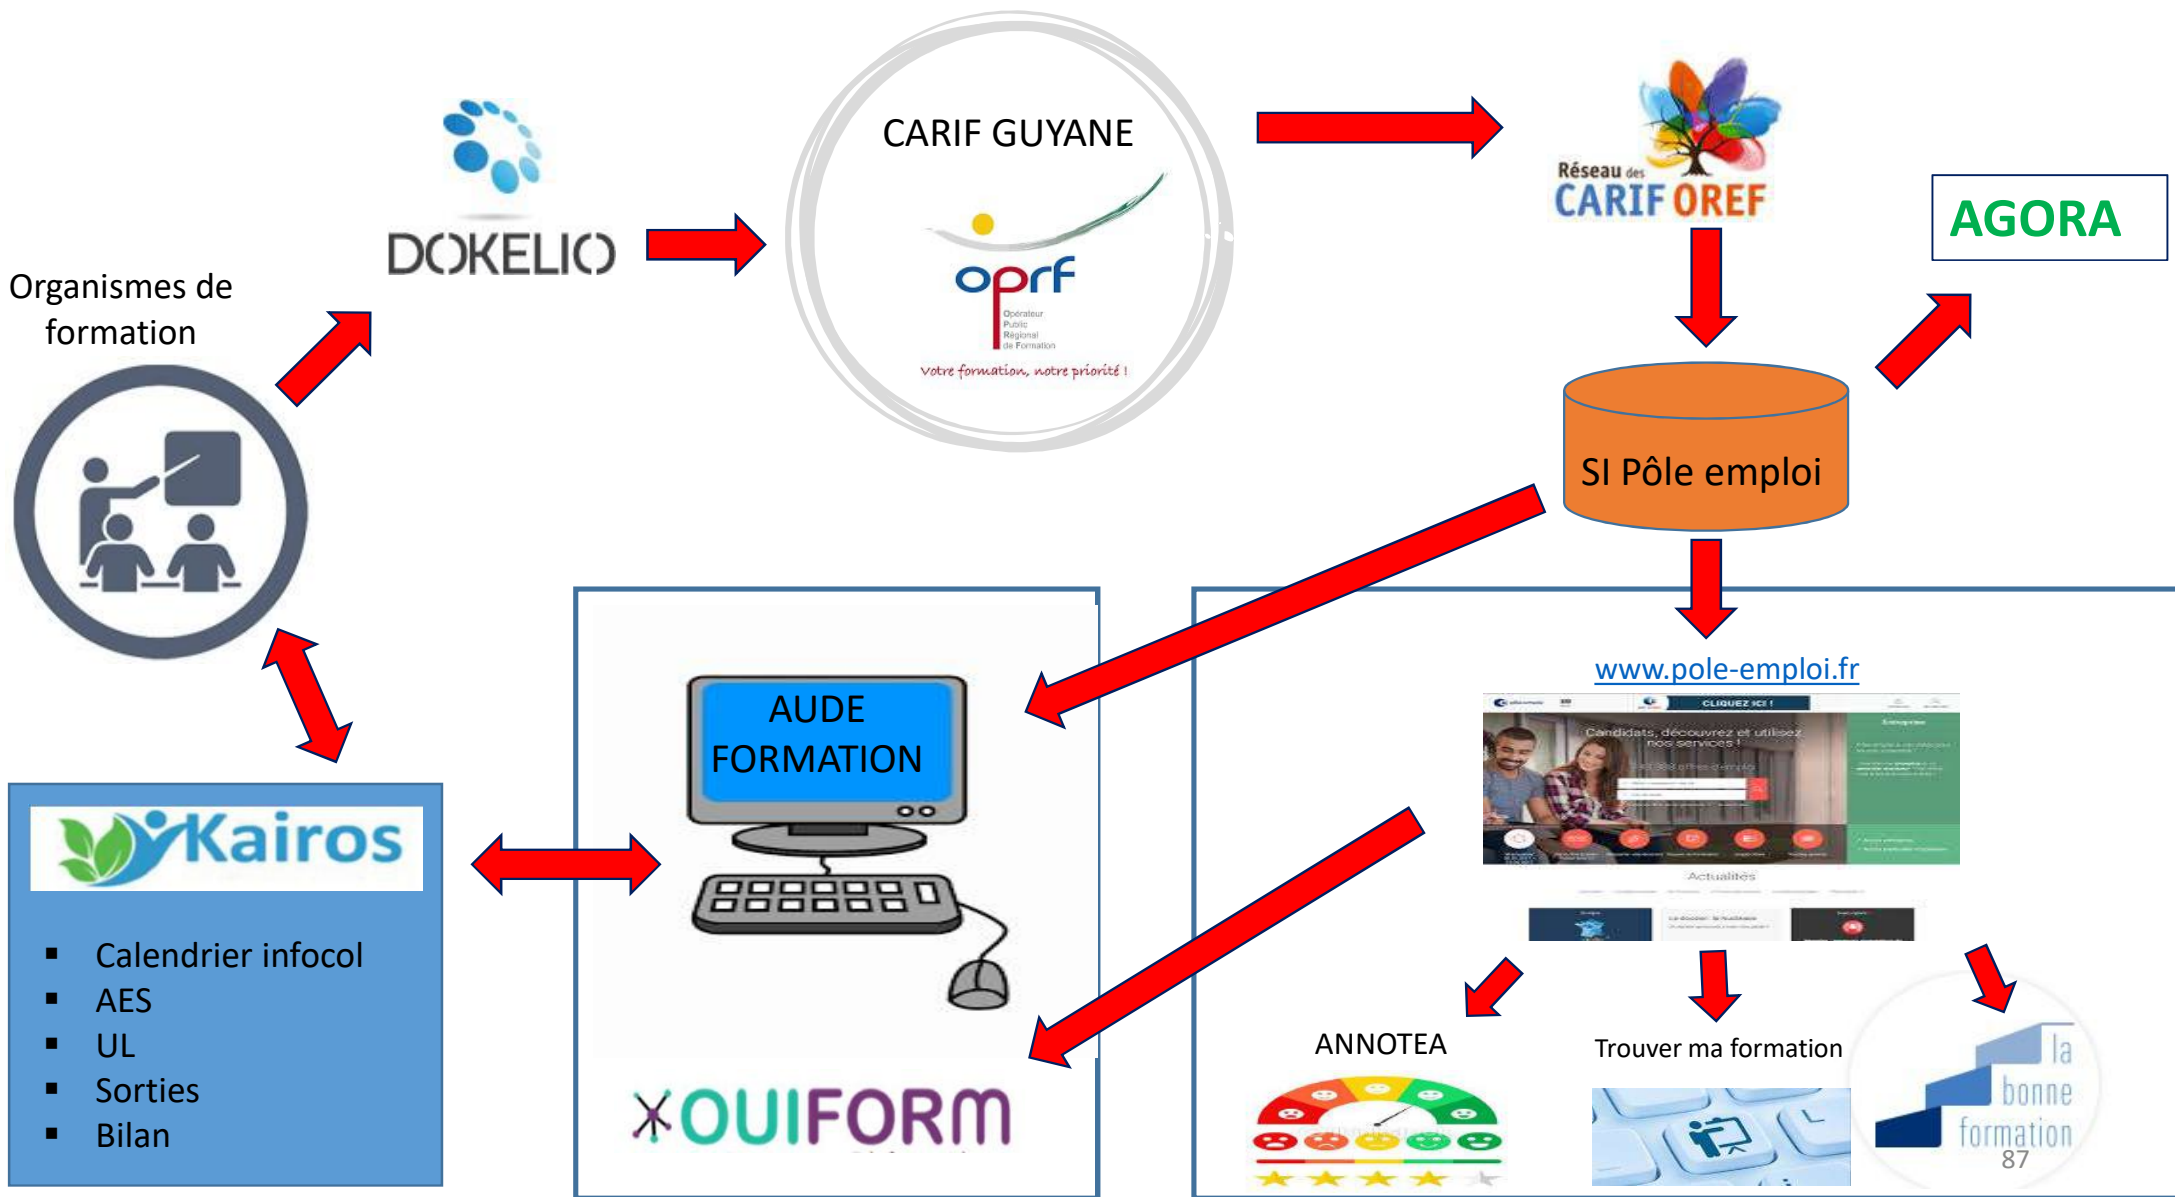 CARIF GUYANE
oprf
Opérateur
Public
Régional
de Formation
Votre formation, notre priorité !
DOKELIO
Réseau des
CARIF OREF
AGORA
Organismes de
formation
SI Pôle emploi
www.pole-emploi.fr
CLIQUEZ ICI !
Candidats, découvrez et utilisez
nos services !
Entreprise
Actualités
AUDE
FORMATION
OUIFORM
Kairos
▪ Calendrier infocol
▪ AES
▪ UL
▪ Sorties
▪ Bilan
ANNOTEA
Trouver ma formation
la
bonne
formation
87